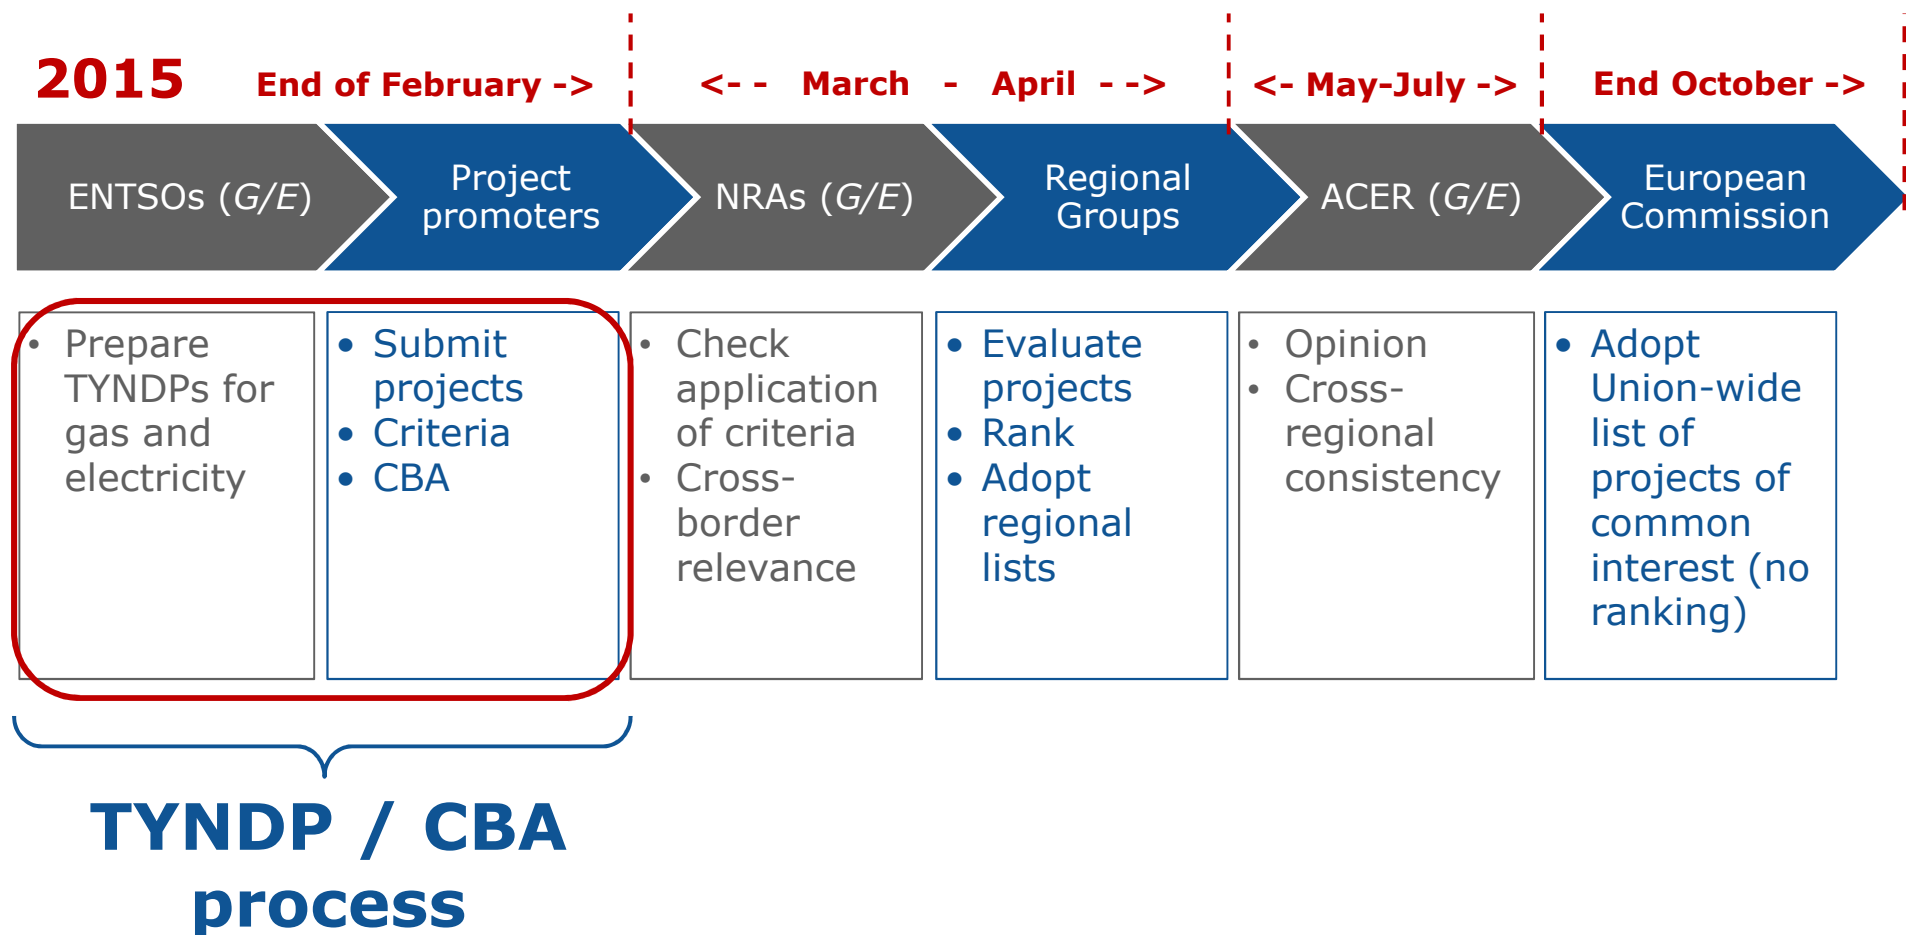 2015 End of February -> <- - March - April - -> <- May-July -> End October ->
ENTSOs (G/E)
Project
promoters
NRAs (G/E)
Regional
Groups
ACER (G/E)
European
Commission
• Prepare
TYNDPs for
gas and
electricity
• Submit
projects
• Criteria
• CBA
• Check
application
of criteria
• Cross-
border
relevance
• Evaluate
projects
• Rank
• Adopt
regional
lists
• Opinion
• Cross-
regional
consistency
• Adopt
Union-wide
list of
projects of
common
interest (no
ranking)
TYNDP / CBA
process